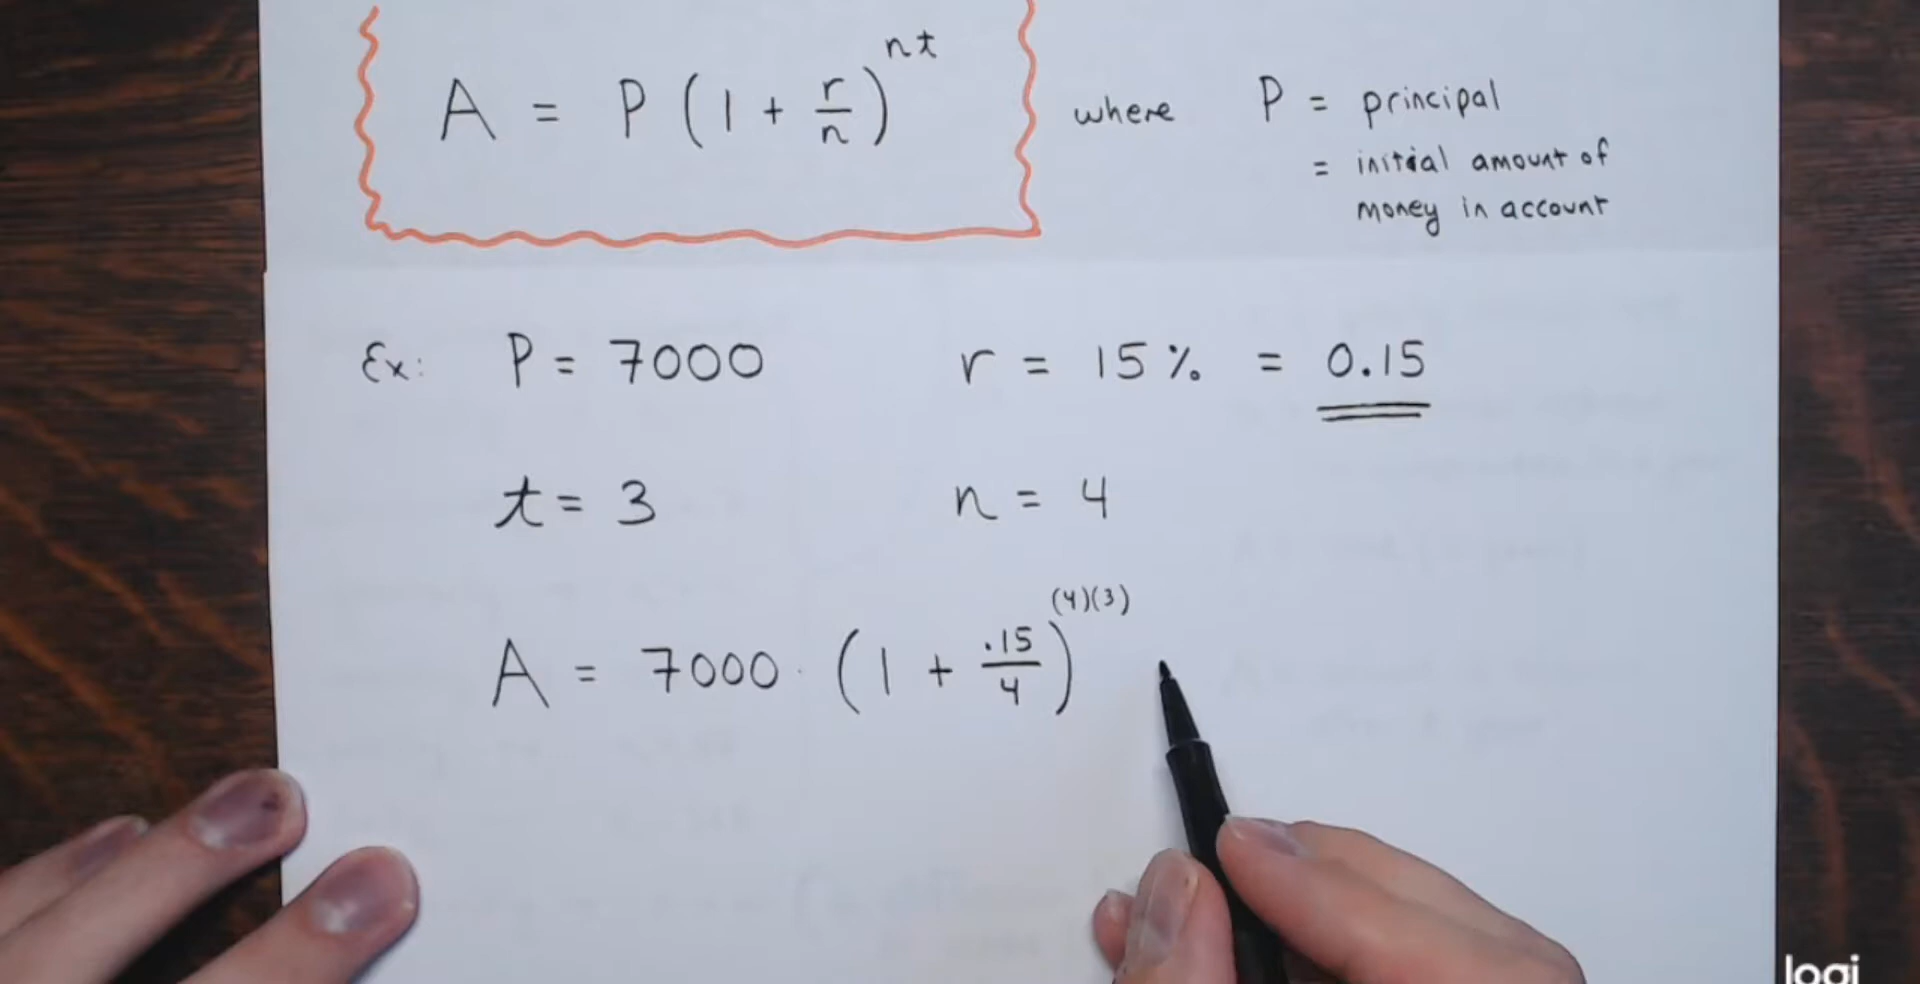 A = P (1 + r/n)^nt where P = principal
= initial amount of
money in account
Ex: P = 7000 r = 15 % = 0.15
t = 3 n = 4
A = 7000 · (1 + .15/4)^(4)(3)
logi